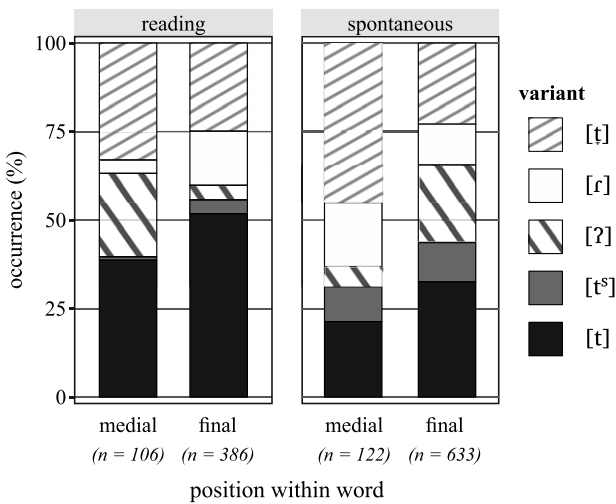 reading
spontaneous
100
75
50
25
0
occurrence (%)
medial
final
medial
final
(n = 106)
(n = 386)
(n = 122)
(n = 633)
position within word
variant
[t̞]
[ɾ]
[ʔ]
[tˢ]
[t]